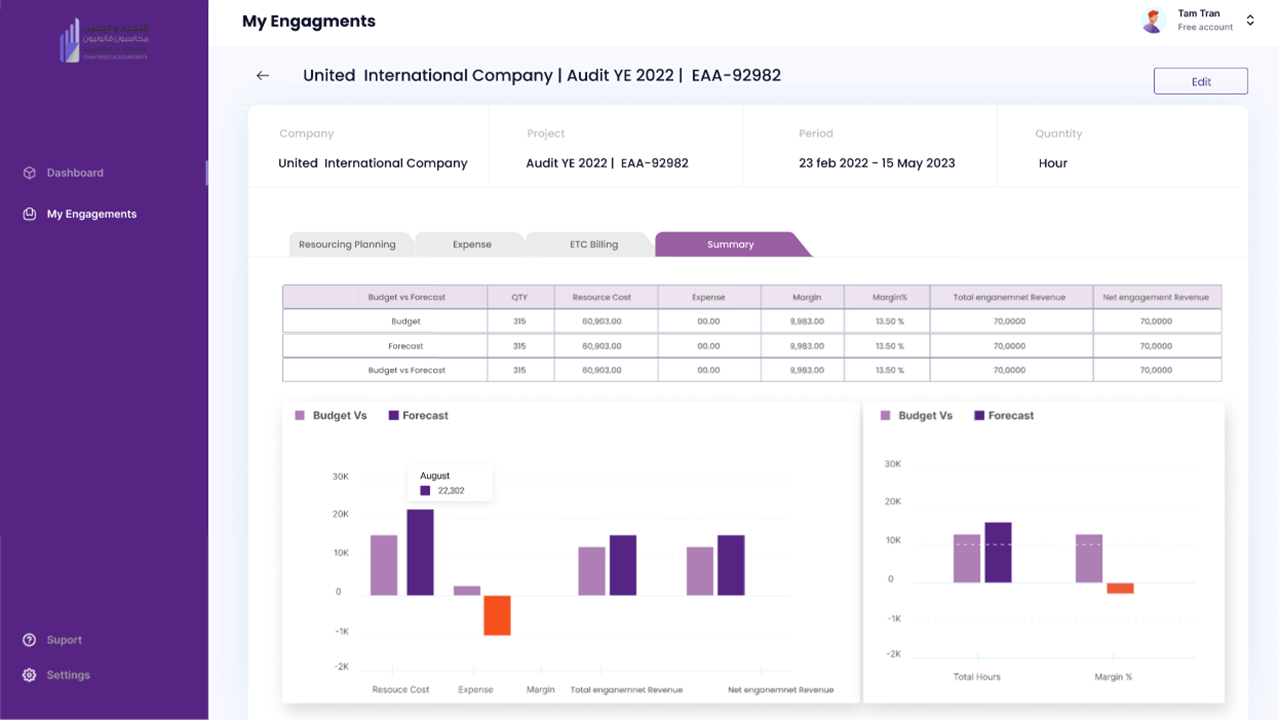 محاسبون قانونيون
CHARTERED ACCOUNTANTS
My Engagments
Tam Tran
Free account
United International Company | Audit YE 2022 | EAA-92982
Edit
Company
Project
Period
Quantity
United International Company
Audit YE 2022 | EAA-92982
23 feb 2022 - 15 May 2023
Hour
Dashboard
My Engagements
Resourcing Planning
Expense
ETC Billing
Summary
Budget vs Forecast QTY Resource Cost Expense Margin Margin% Total enganemnet Revenue Net engagement Revenue
Budget 315 60,903.00 00.00 9,983.00 13.50 % 70,0000 70,0000
Forecast 315 60,903.00 00.00 9,983.00 13.50 % 70,0000 70,0000
Budget vs Forecast 315 60,903.00 00.00 9,983.00 13.50 % 70,0000 70,0000
Budget Vs Forecast
30K
August
22,302
20K
10K
0
-1K
-2K
Resouce Cost Expense Margin Total enganemnet Revenue Net enganemnet Revenue
Budget Vs Forecast
30K
20K
10K
0
-1K
-2K
Total Hours Margin %
Suport
Settings